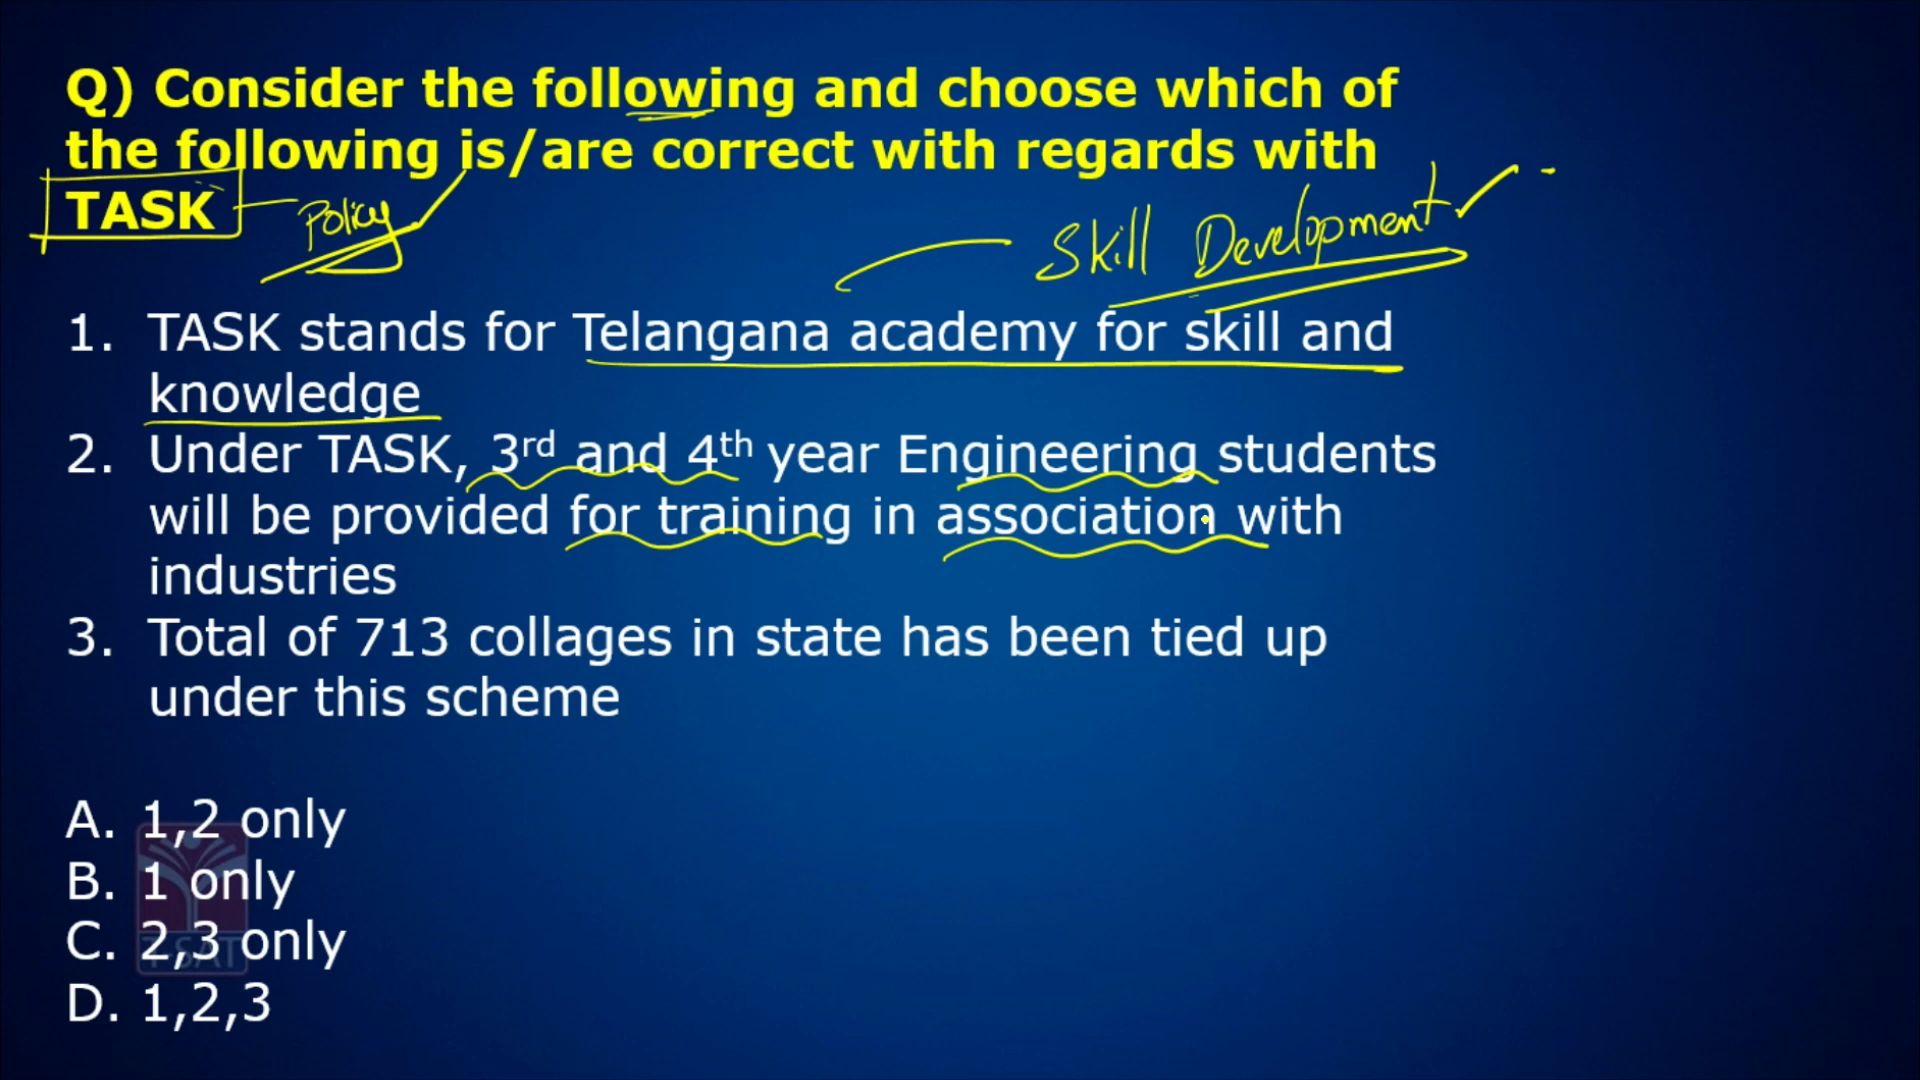 Q) Consider the following and choose which of
the following is/are correct with regards with
TASK Policy
Skill Development
1. TASK stands for Telangana academy for skill and
knowledge
2. Under TASK, 3rd and 4th year Engineering students
will be provided for training in association with
industries
3. Total of 713 collages in state has been tied up
under this scheme
A. 1,2 only
B. 1 only
C. 2,3 only
D. 1,2,3
T-SAT